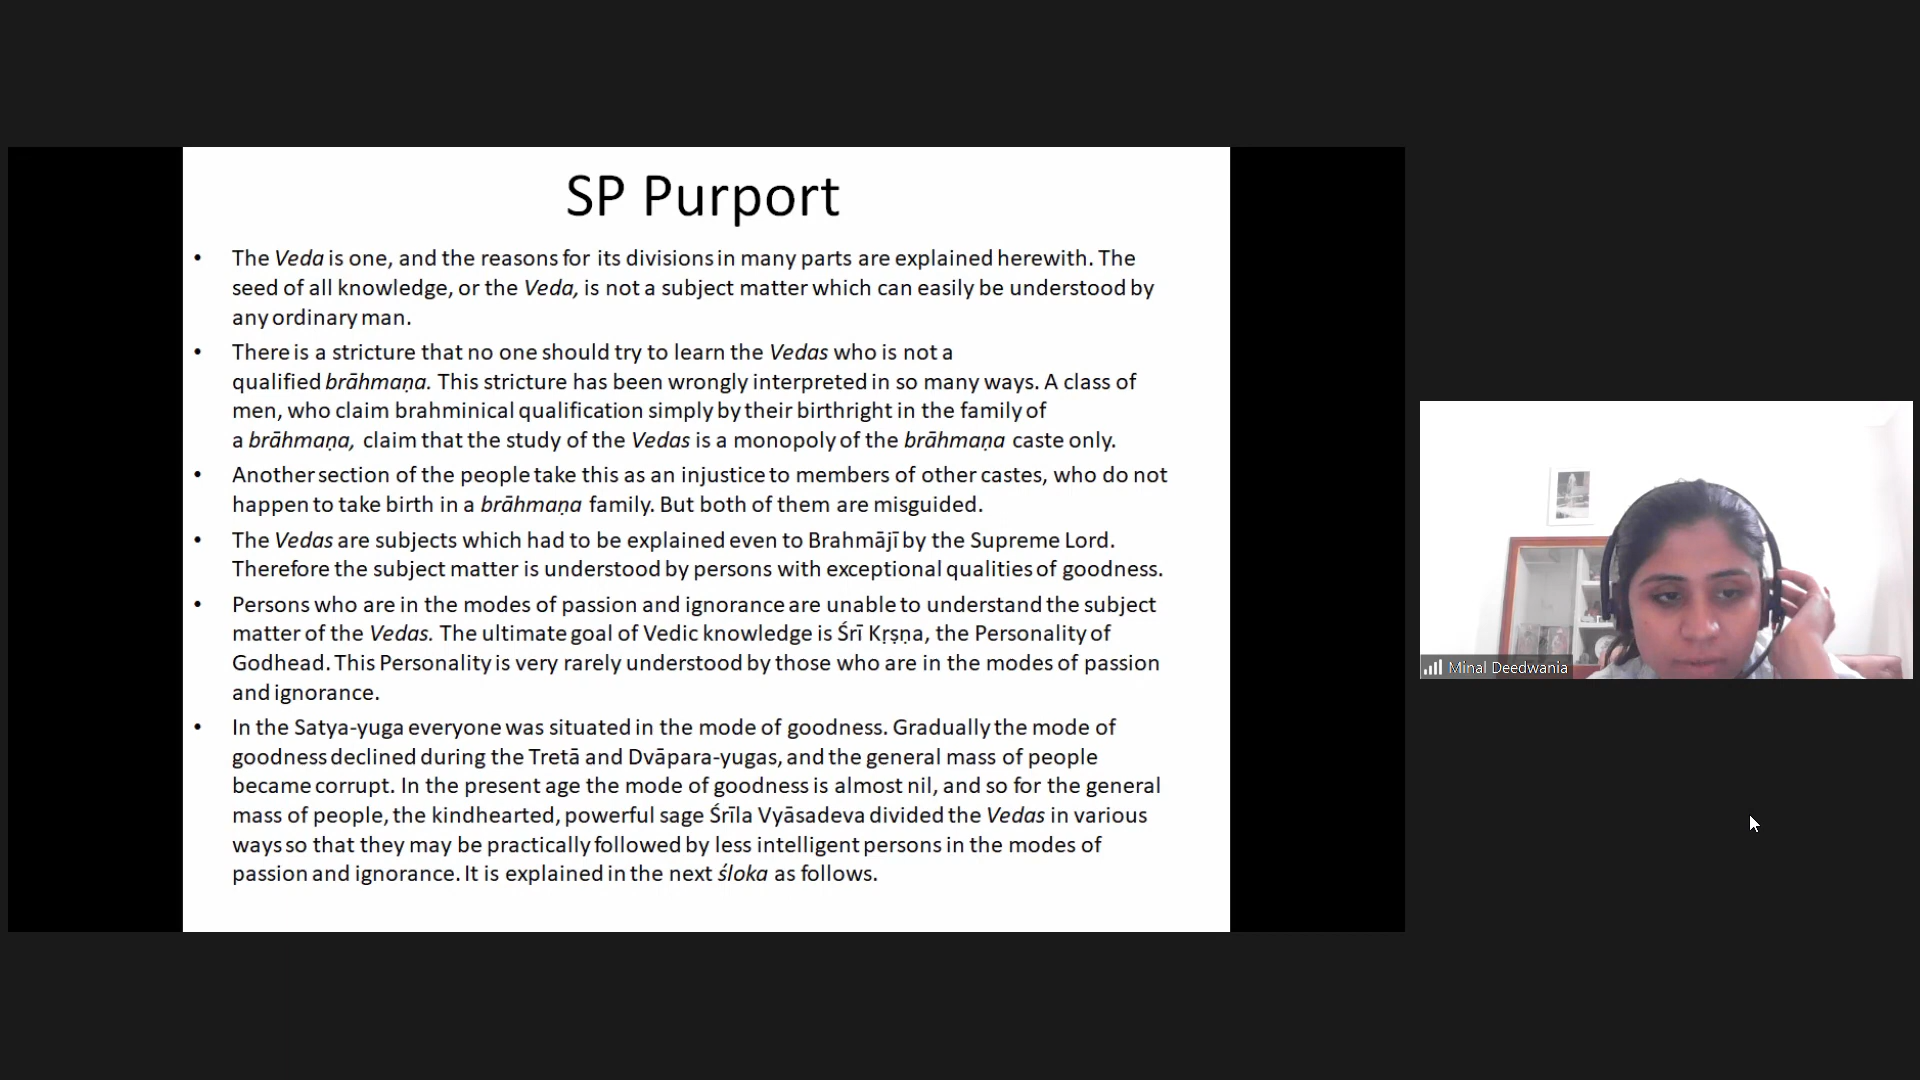 SP Purport
• The Veda is one, and the reasons for its divisions in many parts are explained herewith. The
seed of all knowledge, or the Veda, is not a subject matter which can easily be understood by
any ordinary man.
• There is a stricture that no one should try to learn the Vedas who is not a
qualified brāhmaṇa. This stricture has been wrongly interpreted in so many ways. A class of
men, who claim brahminical qualification simply by their birthright in the family of
a brāhmaṇa, claim that the study of the Vedas is a monopoly of the brāhmaṇa caste only.
• Another section of the people take this as an injustice to members of other castes, who do not
happen to take birth in a brāhmaṇa family. But both of them are misguided.
• The Vedas are subjects which had to be explained even to Brahmājī by the Supreme Lord.
Therefore the subject matter is understood by persons with exceptional qualities of goodness.
• Persons who are in the modes of passion and ignorance are unable to understand the subject
matter of the Vedas. The ultimate goal of Vedic knowledge is Śrī Kṛṣṇa, the Personality of
Godhead. This Personality is very rarely understood by those who are in the modes of passion
and ignorance.
• In the Satya-yuga everyone was situated in the mode of goodness. Gradually the mode of
goodness declined during the Tretā and Dvāpara-yugas, and the general mass of people
became corrupt. In the present age the mode of goodness is almost nil, and so for the general
mass of people, the kindhearted, powerful sage Śrīla Vyāsadeva divided the Vedas in various
ways so that they may be practically followed by less intelligent persons in the modes of
passion and ignorance. It is explained in the next śloka as follows.
Minal Deedwania